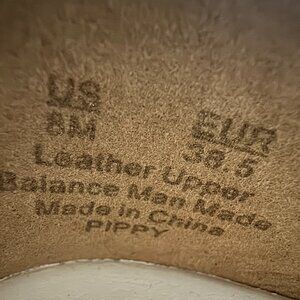 US EUR
8M 38.5
Leather Upper
Balance Man Made
Made in China
PIPPY